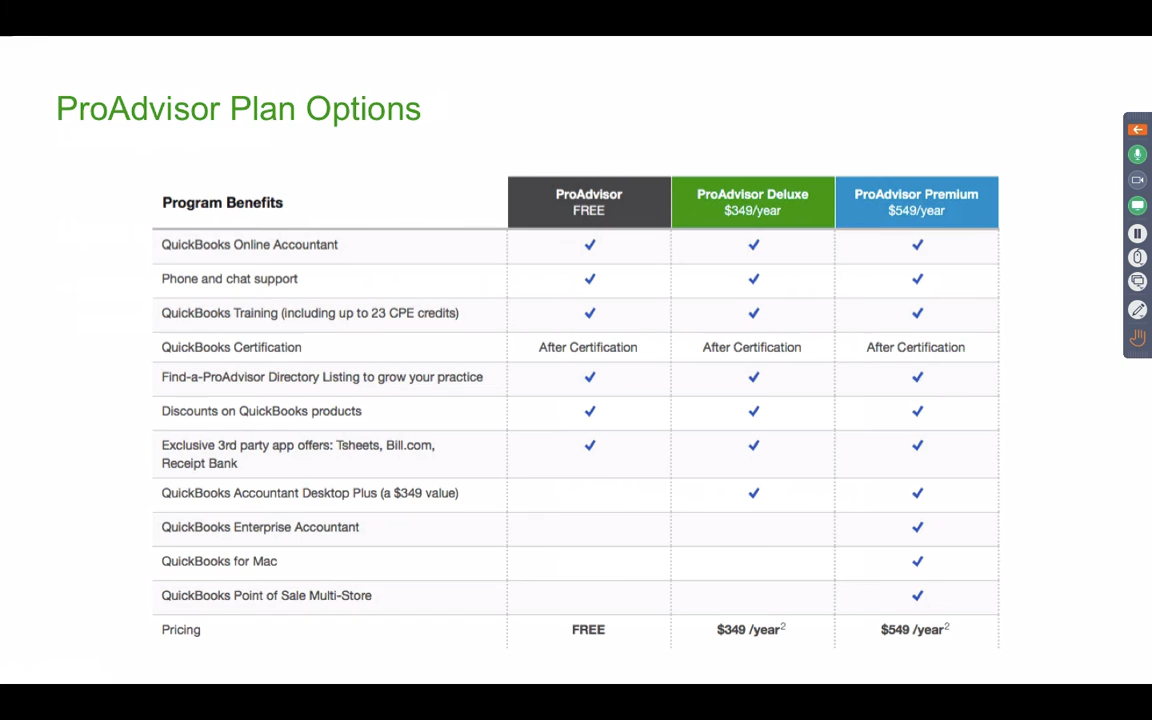 ProAdvisor Plan Options
Program Benefits
ProAdvisor
FREE
ProAdvisor Deluxe
$349/year
ProAdvisor Premium
$549/year
QuickBooks Online Accountant ✓ ✓ ✓
Phone and chat support ✓ ✓ ✓
QuickBooks Training (including up to 23 CPE credits) ✓ ✓ ✓
QuickBooks Certification After Certification After Certification After Certification
Find-a-ProAdvisor Directory Listing to grow your practice ✓ ✓ ✓
Discounts on QuickBooks products ✓ ✓ ✓
Exclusive 3rd party app offers: Tsheets, Bill.com, ✓ ✓ ✓
Receipt Bank
QuickBooks Accountant Desktop Plus (a $349 value) ✓ ✓
QuickBooks Enterprise Accountant ✓
QuickBooks for Mac ✓
QuickBooks Point of Sale Multi-Store ✓
Pricing FREE $349 /year² $549 /year²